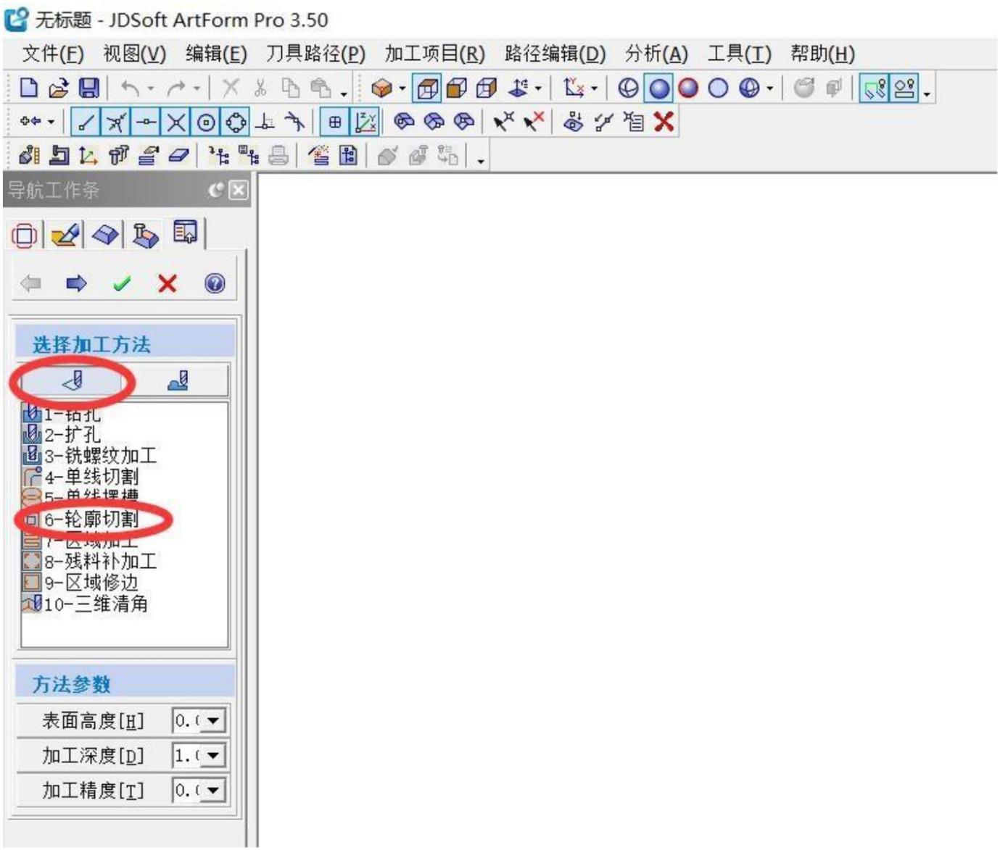 无标题 - JDSoft ArtForm Pro 3.50
文件(F) 视图(V) 编辑(E) 刀具路径(P) 加工项目(R) 路径编辑(D) 分析(A) 工具(T) 帮助(H)
导航工作条
选择加工方法
1-钻孔
2-扩孔
3-铣螺纹加工
4-单线切割
5-单线摆槽
6-轮廓切割
7-区域加工
8-残料补加工
9-区域修边
10-三维清角
方法参数
表面高度[H] 0.
加工深度[D] 1.
加工精度[T] 0.